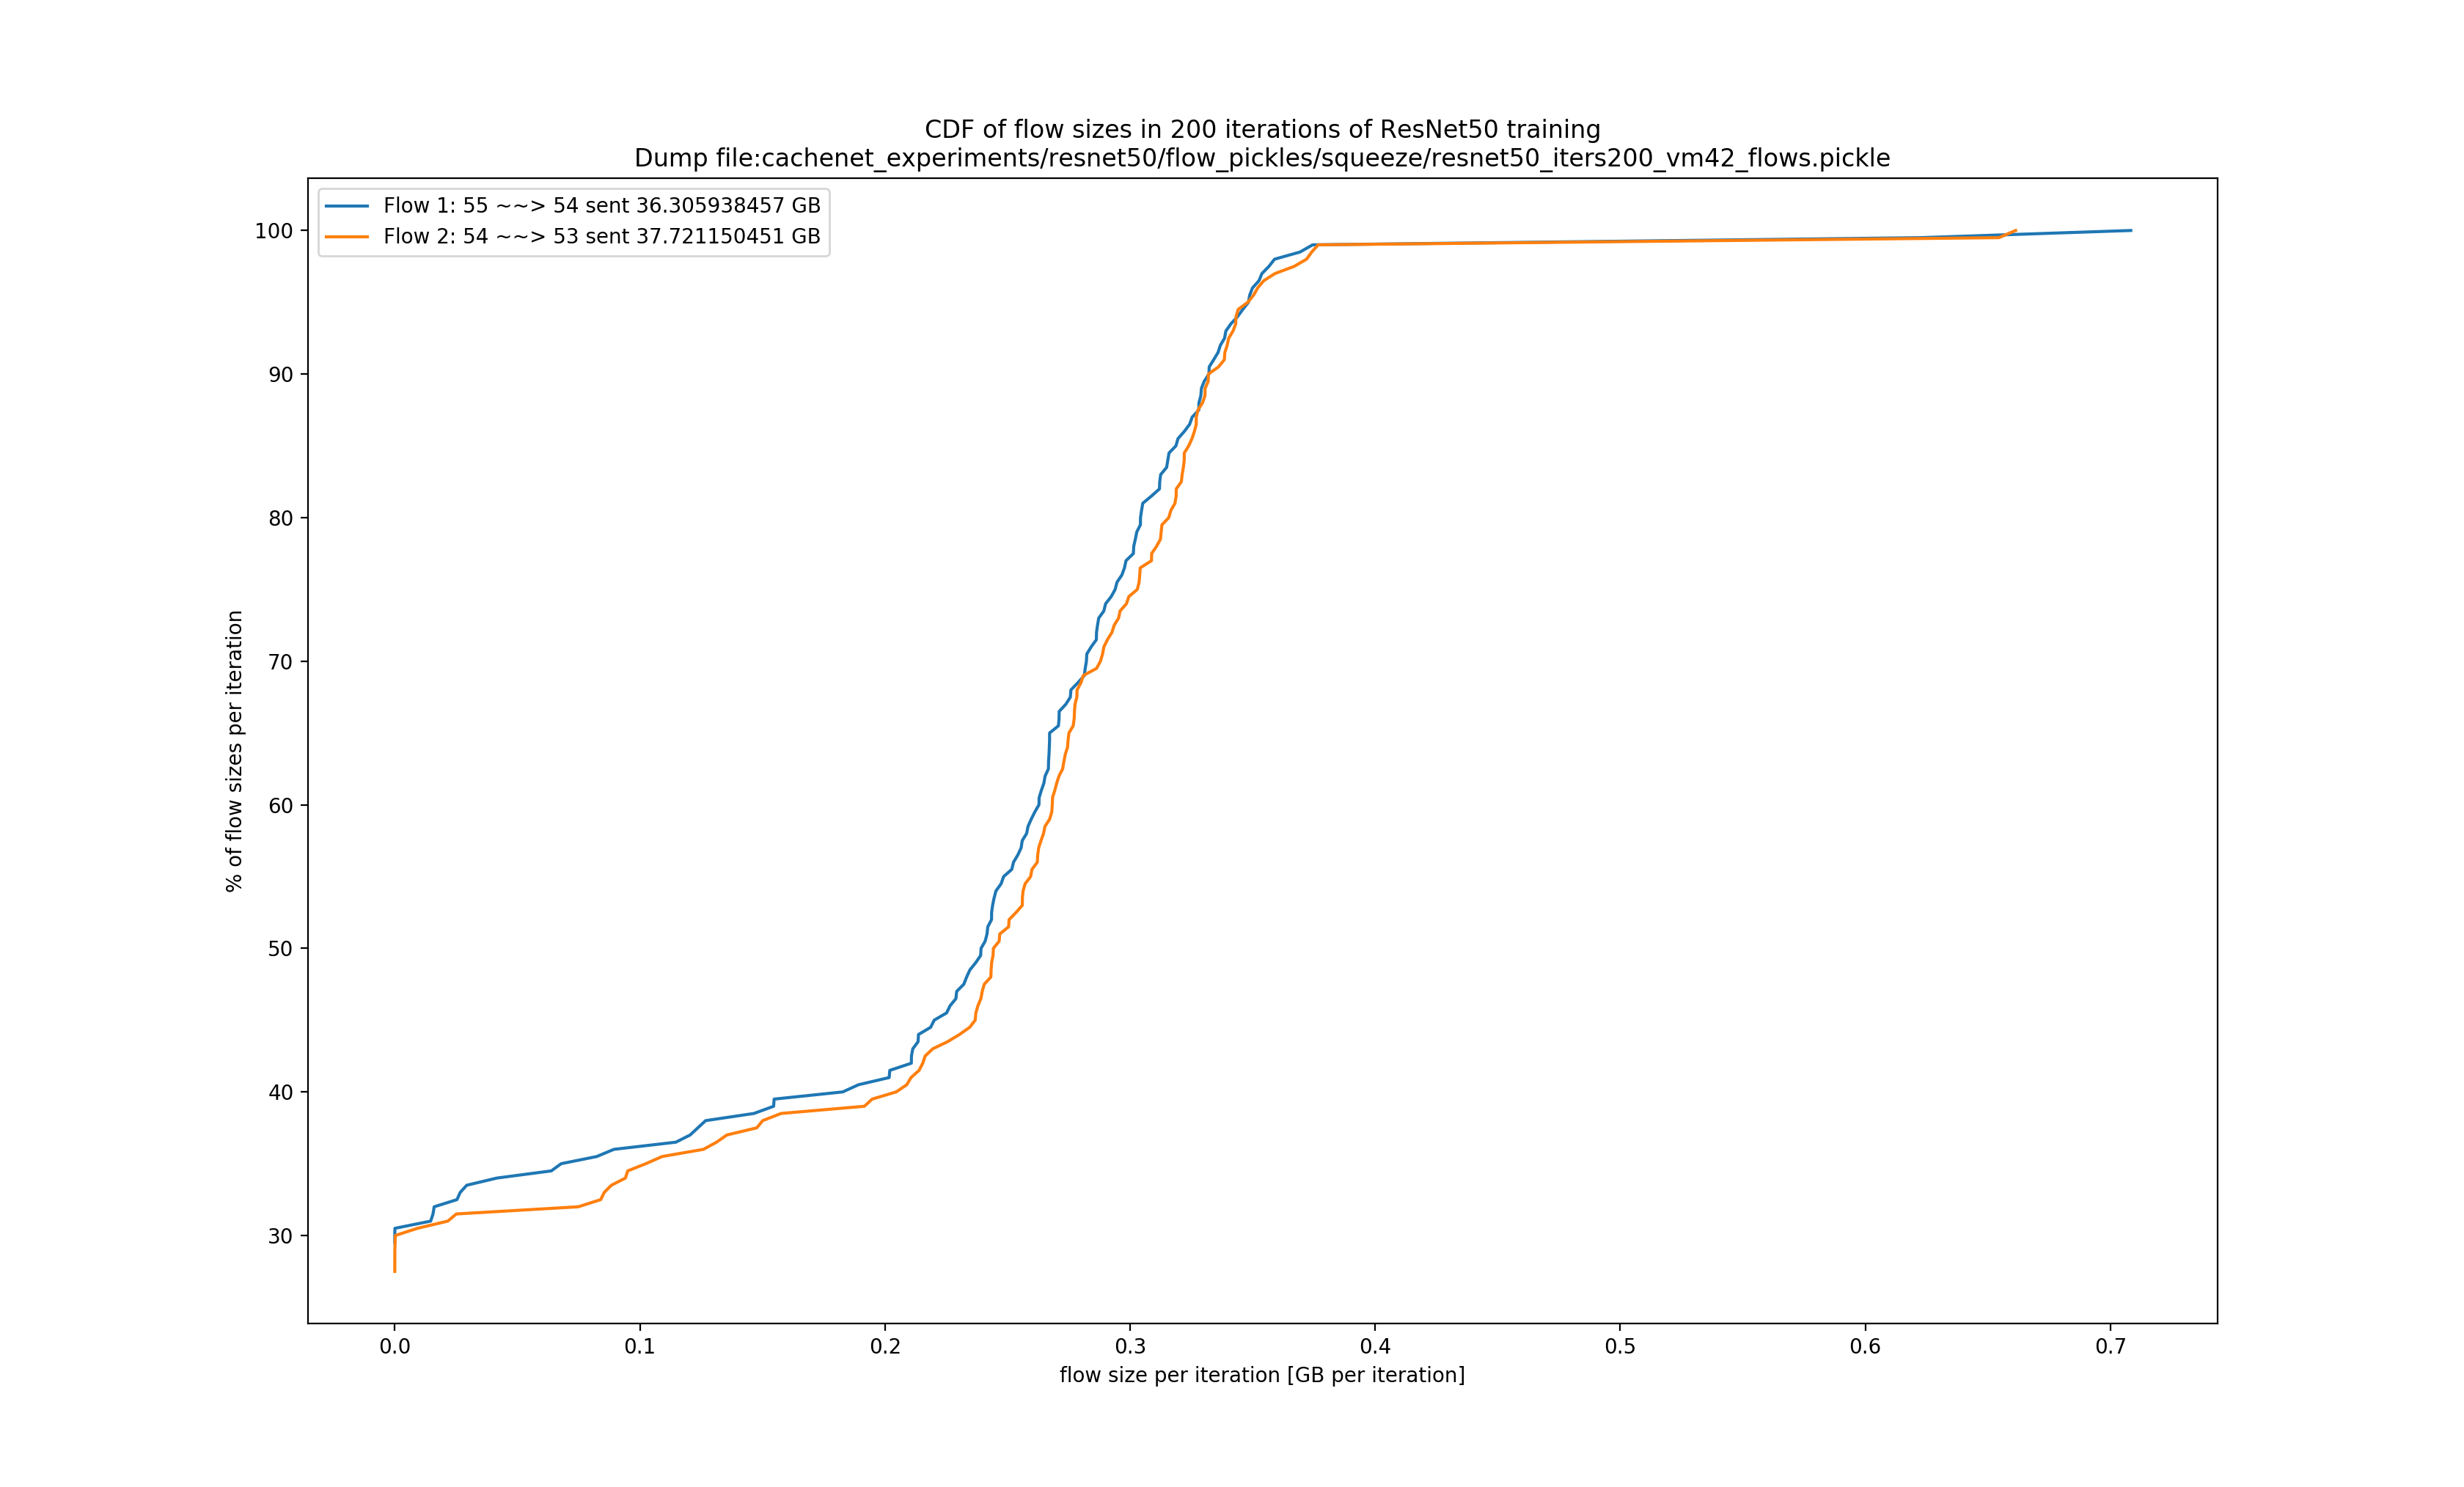 CDF of flow sizes in 200 iterations of ResNet50 training
Dump file:cachenet_experiments/resnet50/flow_pickles/squeeze/resnet50_iters200_vm42_flows.pickle
Flow 1: 55 ~~> 54 sent 36.305938457 GB
Flow 2: 54 ~~> 53 sent 37.721150451 GB
100
90
80
70
60
50
40
30
% of flow sizes per iteration
0.0 0.1 0.2 0.3 0.4 0.5 0.6 0.7
flow size per iteration [GB per iteration]